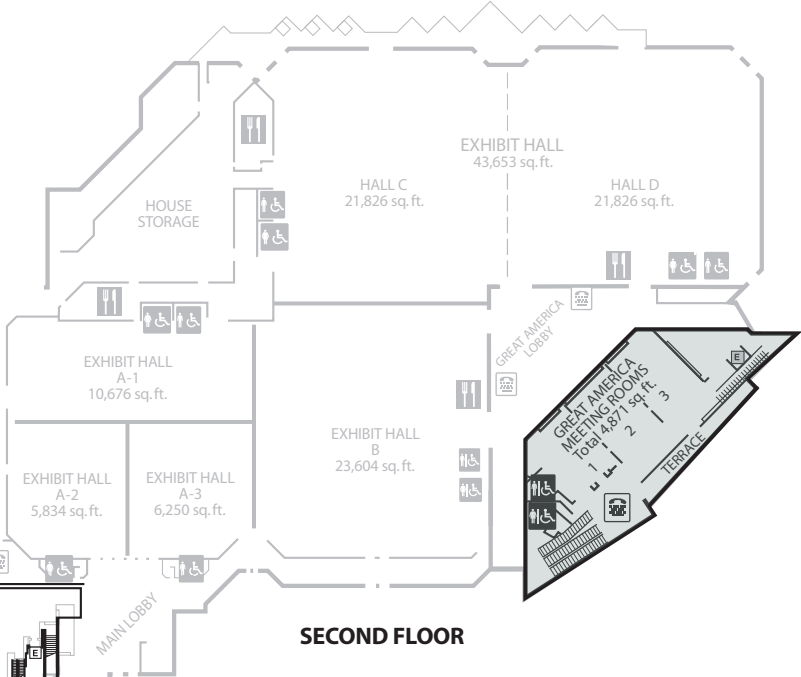 EXHIBIT HALL
43,653 sq. ft.
HALL C
21,826 sq. ft.
HALL D
21,826 sq. ft.
HOUSE
STORAGE
GREAT AMERICA
LOBBY
EXHIBIT HALL
A-1
10,676 sq. ft.
GREAT AMERICA
MEETING ROOMS
Total 4,871 sq. ft.
1
2
3
E
TERRACE
EXHIBIT HALL
B
23,604 sq. ft.
EXHIBIT HALL
A-2
5,834 sq. ft.
EXHIBIT HALL
A-3
6,250 sq. ft.
MAIN LOBBY
E
SECOND FLOOR